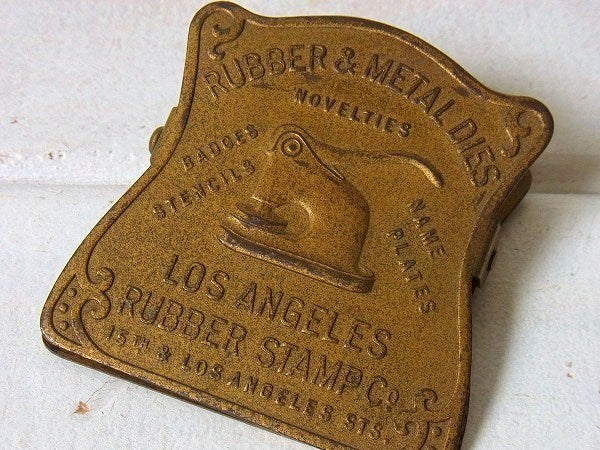 RUBBER & METAL DIES
NOVELTIES
BADGES
STENCILS
NAME
PLATES
LOS ANGELES
RUBBER STAMP Co.
15TH & LOS ANGELES STS.